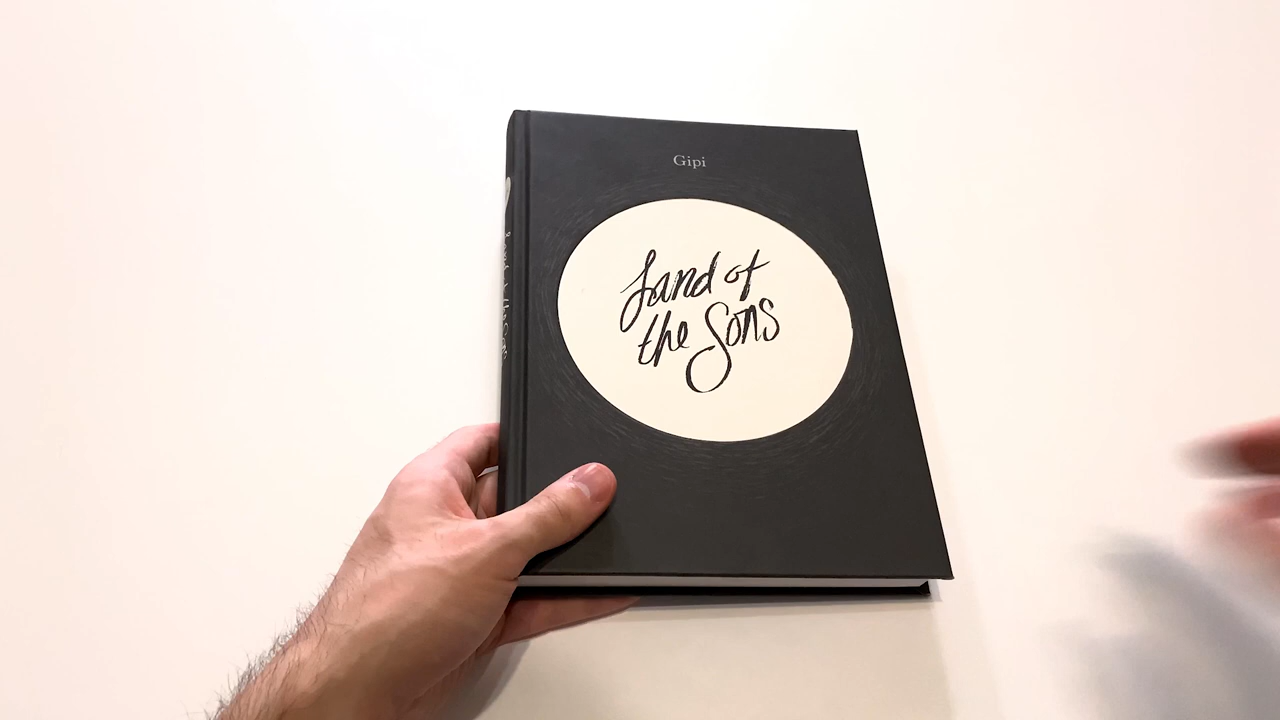 Gipi
Land of
the Sons